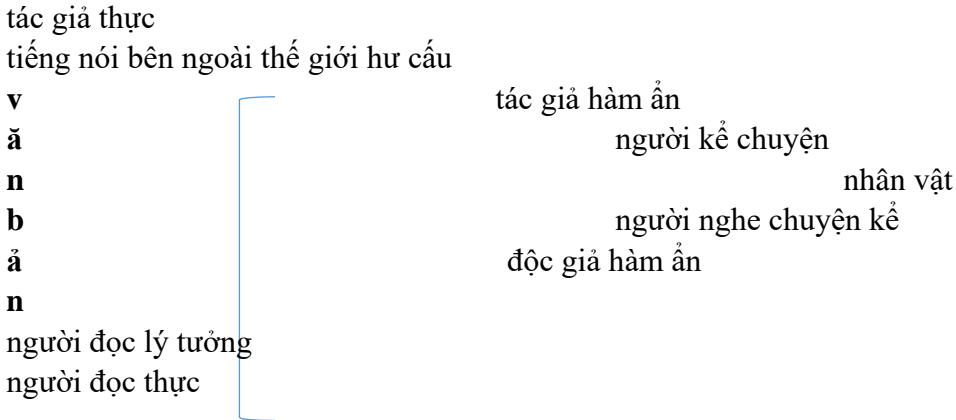 tác giả thực
tiếng nói bên ngoài thế giới hư cấu
v tác giả hàm ẩn
ă người kể chuyện
n nhân vật
b người nghe chuyện kể
ả độc giả hàm ẩn
n
người đọc lý tưởng
người đọc thực